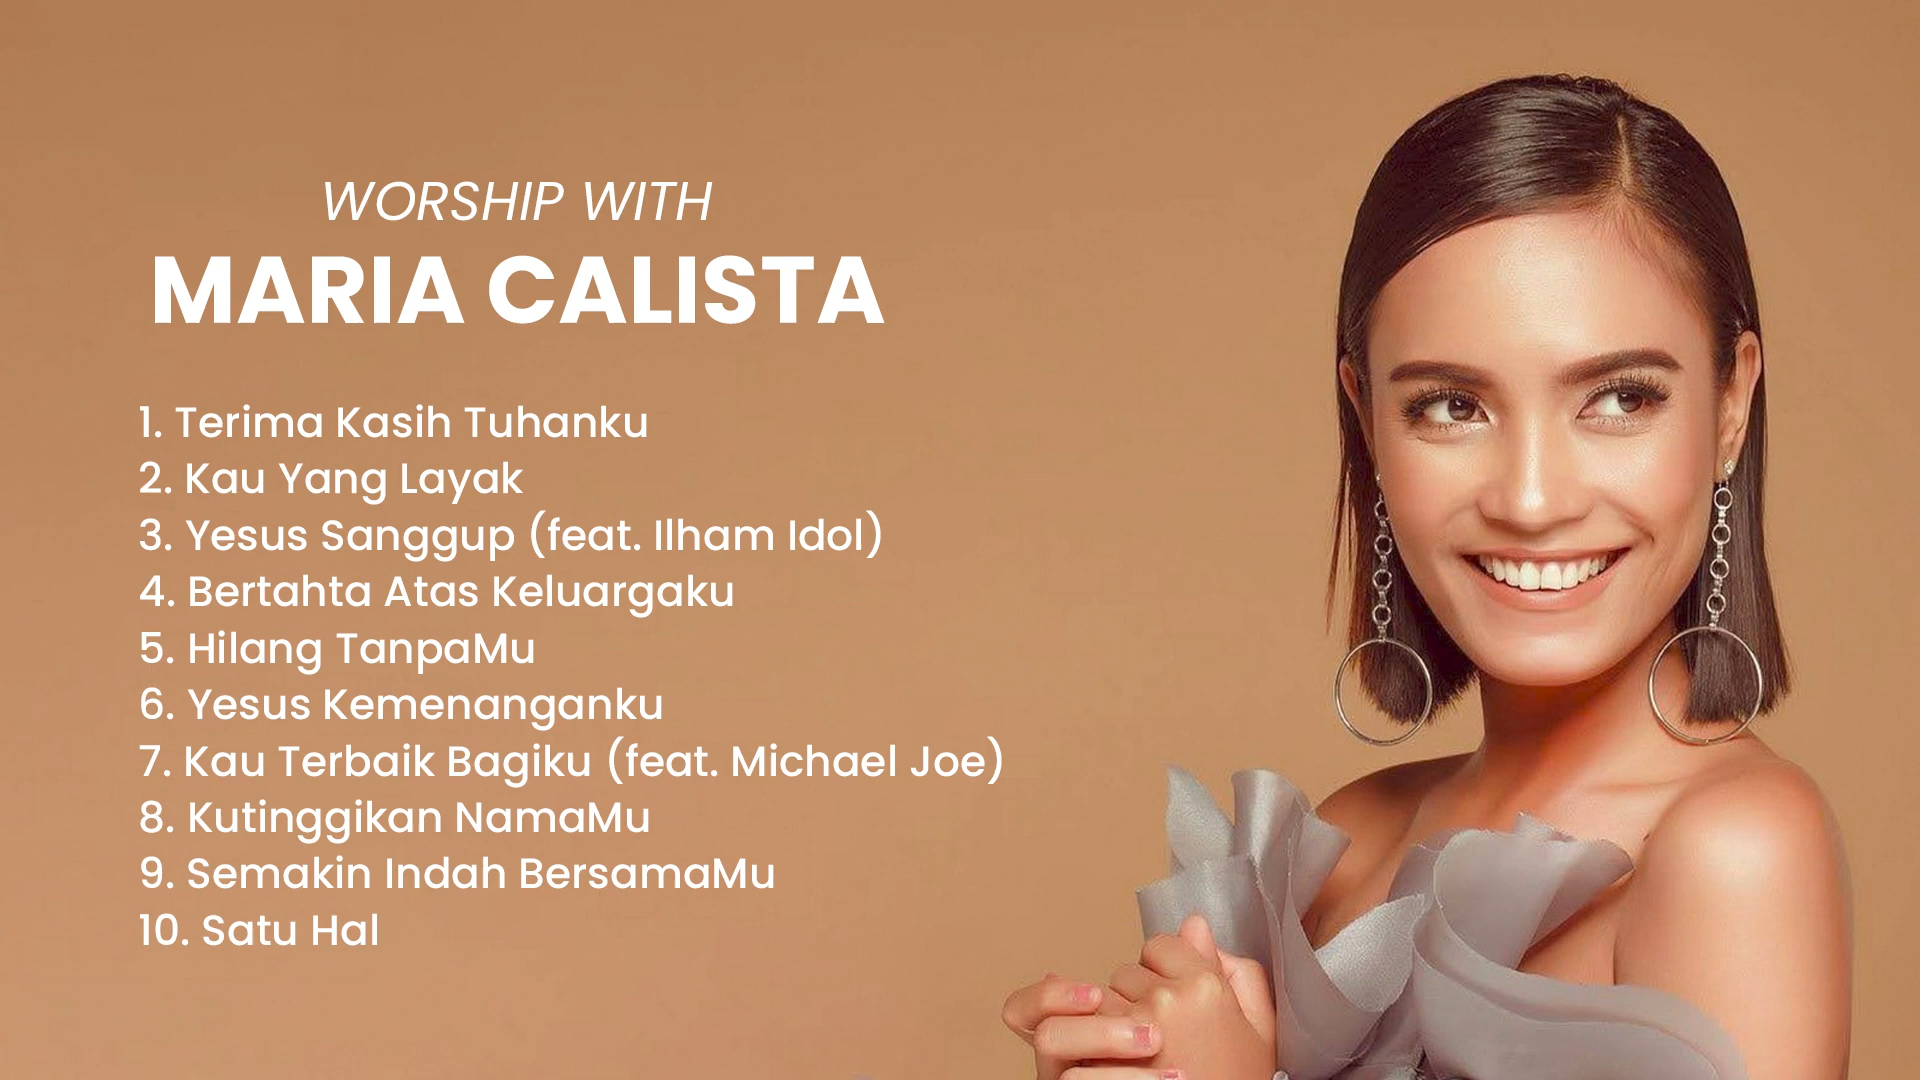 WORSHIP WITH
MARIA CALISTA
1. Terima Kasih Tuhanku
2. Kau Yang Layak
3. Yesus Sanggup (feat. Ilham Idol)
4. Bertahta Atas Keluargaku
5. Hilang TanpaMu
6. Yesus Kemenanganku
7. Kau Terbaik Bagiku (feat. Michael Joe)
8. Kutinggikan NamaMu
9. Semakin Indah BersamaMu
10. Satu Hal